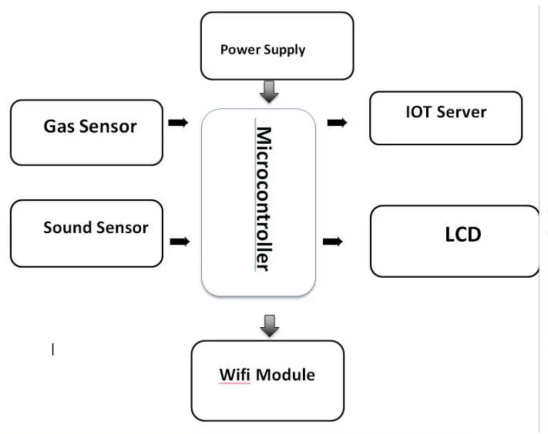 Power Supply
Gas Sensor
Microcontroller
IOT Server
Sound Sensor
LCD
Wifi Module